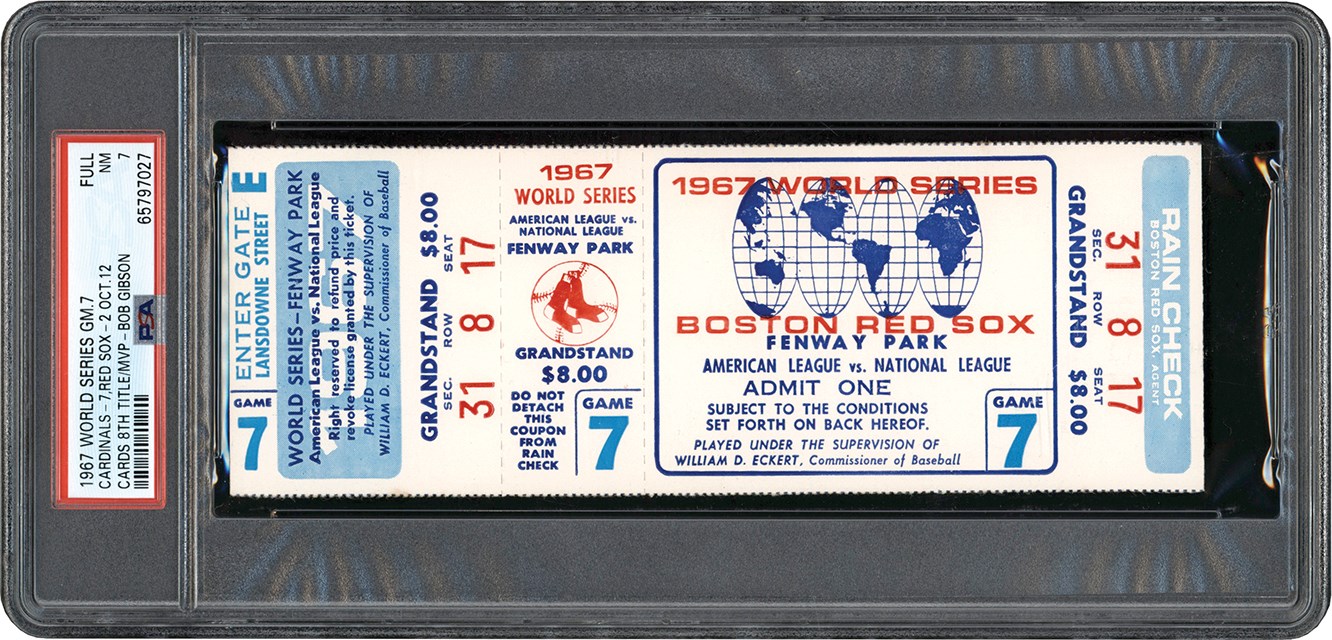 1967 WORLD SERIES GM.7
CARDINALS - 7,RED SOX - 2 OCT.12
CARDS 8TH TITLE/MVP - BOB GIBSON
FULL
NM 7
65797027
PSA
ENTER GATE E
LANSDOWNE STREET
GAME
7
WORLD SERIES—FENWAY PARK
American League vs. National League
Right reserved to refund price and
revoke license granted by this ticket.
PLAYED UNDER THE SUPERVISION OF
WILLIAM D. ECKERT, Commissioner of Baseball
GRANDSTAND $8.00
SEC. ROW SEAT
31 8 17
1967
WORLD SERIES
AMERICAN LEAGUE vs.
NATIONAL LEAGUE
FENWAY PARK
GRANDSTAND
$8.00
DO NOT
DETACH
THIS
COUPON
FROM
RAIN
CHECK
GAME
7
1967 WORLD SERIES
BOSTON RED SOX
FENWAY PARK
AMERICAN LEAGUE vs. NATIONAL LEAGUE
ADMIT ONE
SUBJECT TO THE CONDITIONS
SET FORTH ON BACK HEREOF.
PLAYED UNDER THE SUPERVISION OF
WILLIAM D. ECKERT, Commissioner of Baseball
GAME
7
GRANDSTAND $8.00
SEC. ROW SEAT
31 8 17
RAIN CHECK
BOSTON RED SOX, AGENT